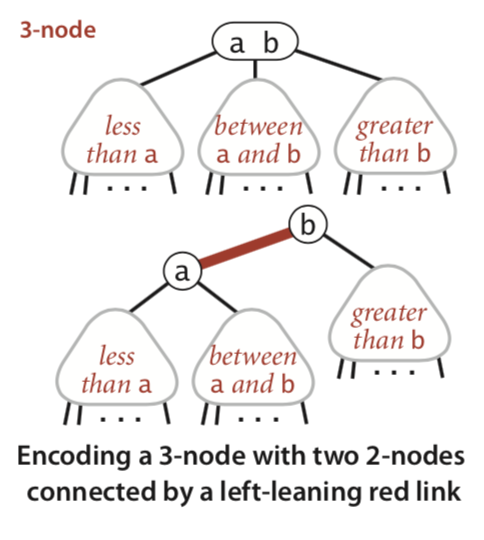 3-node
a b
less
than a
between
a and b
greater
than b
...
...
...
b
a
greater
than b
less
than a
between
a and b
...
...
...
Encoding a 3-node with two 2-nodes
connected by a left-leaning red link